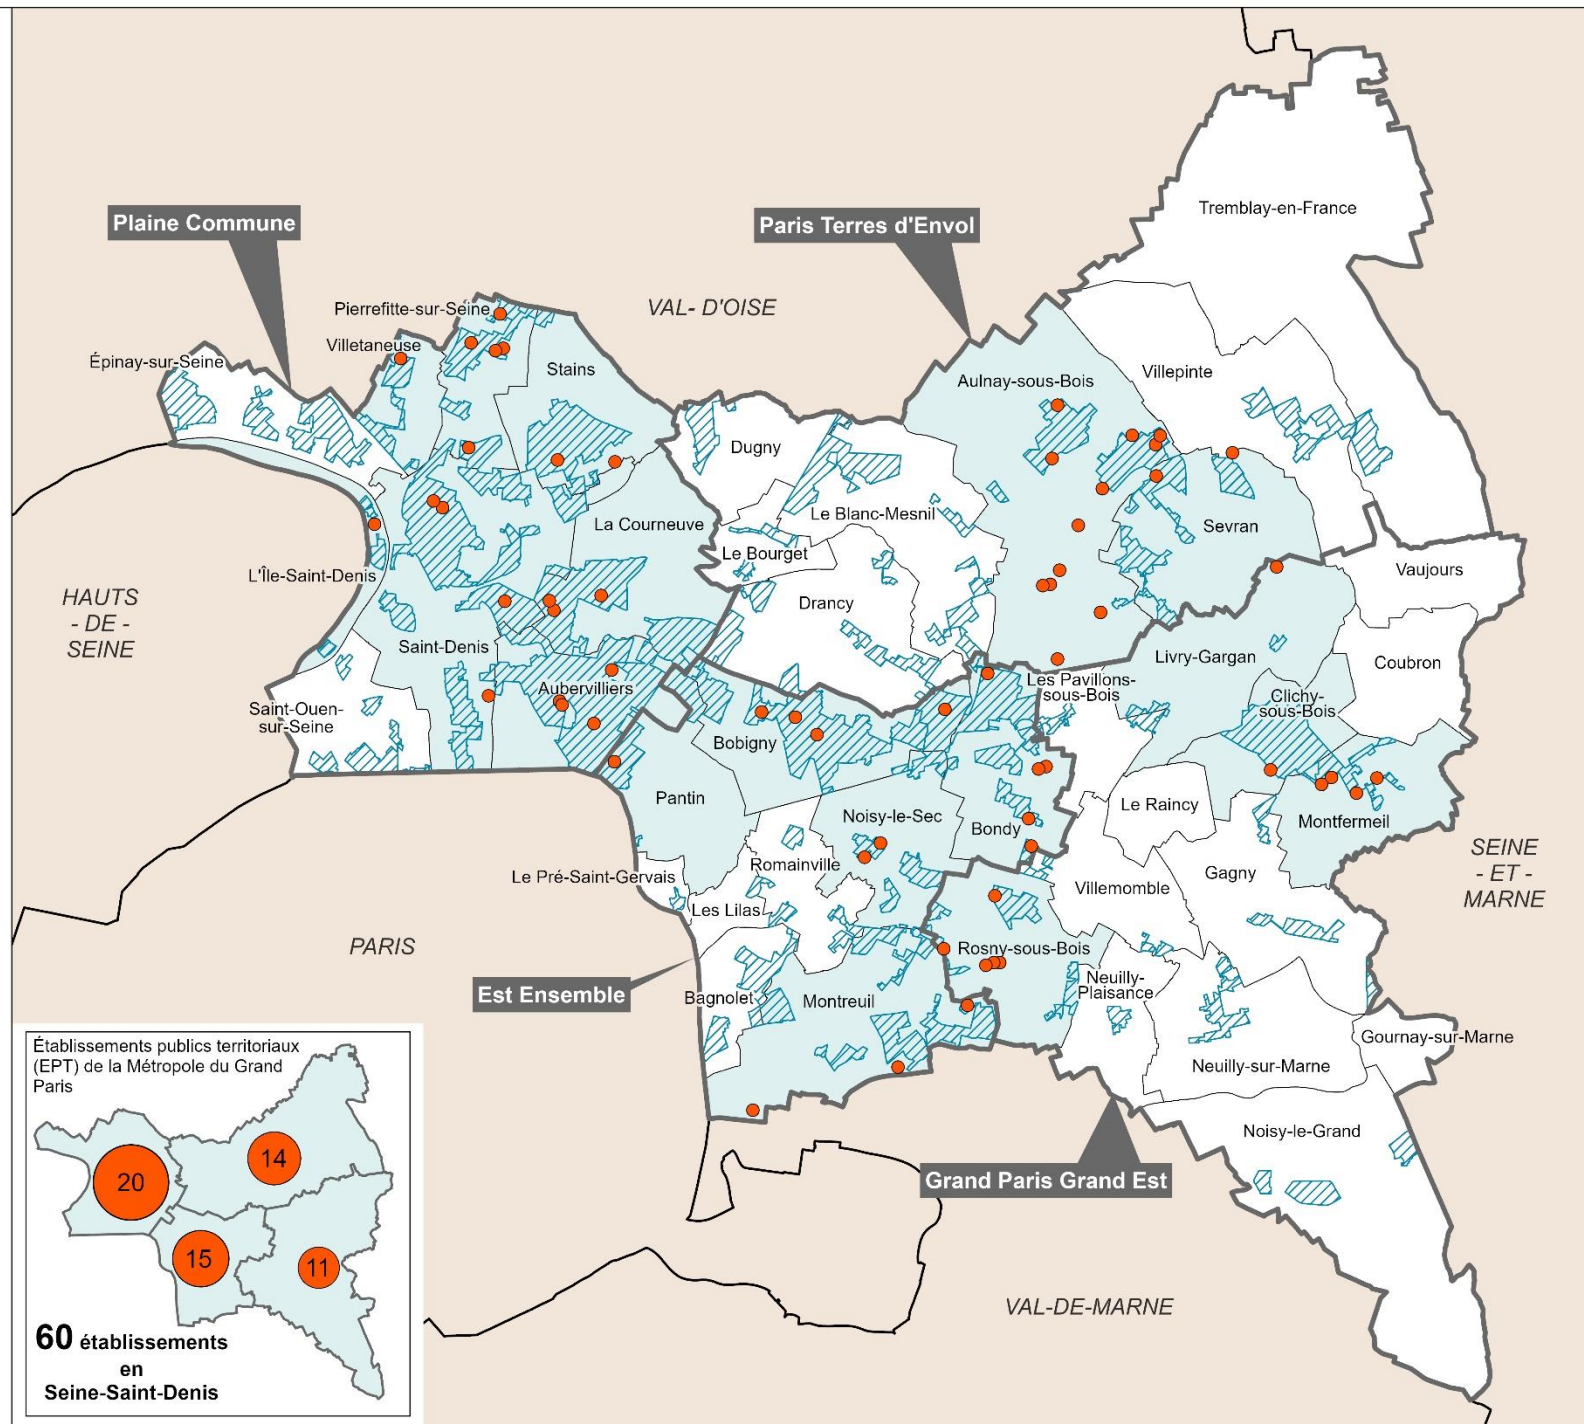 Tremblay-en-France
Plaine Commune
Paris Terres d'Envol
VAL- D'OISE
Pierrefitte-sur-Seine
Villetaneuse
Épinay-sur-Seine
Stains
Aulnay-sous-Bois
Villepinte
Dugny
Le Blanc-Mesnil
La Courneuve
Sevran
Le Bourget
Vaujours
L'Île-Saint-Denis
HAUTS
- DE -
SEINE
Drancy
Saint-Denis
Livry-Gargan
Coubron
Les Pavillons-
sous-Bois
Aubervilliers
Clichy-
sous-Bois
Saint-Ouen-
sur-Seine
Bobigny
Pantin
Le Raincy
Noisy-le-Sec
Bondy
Montfermeil
SEINE
- ET -
MARNE
Romainville
Le Pré-Saint-Gervais
Villemomble
Gagny
Les Lilas
PARIS
Rosny-sous-Bois
Est Ensemble
Bagnolet
Montreuil
Neuilly-
Plaisance
Gournay-sur-Marne
Neuilly-sur-Marne
Noisy-le-Grand
Grand Paris Grand Est
VAL-DE-MARNE
Établissements publics territoriaux
(EPT) de la Métropole du Grand
Paris
14
20
15
11
60 établissements
en
Seine-Saint-Denis